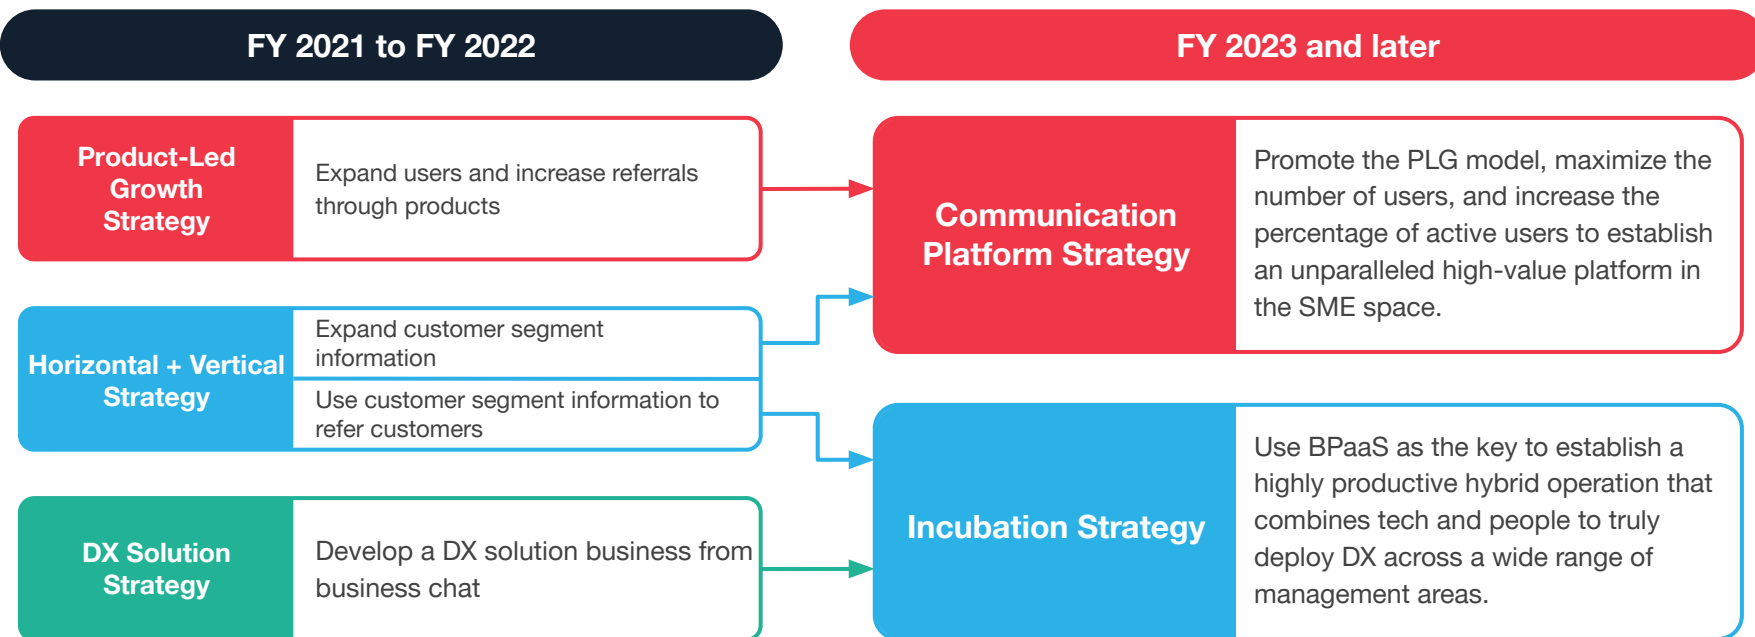 FY 2021 to FY 2022
FY 2023 and later
Product-Led
Growth
Strategy
Expand users and increase referrals
through products
Horizontal + Vertical
Strategy
Expand customer segment
information
Use customer segment information to
refer customers
DX Solution
Strategy
Develop a DX solution business from
business chat
Communication
Platform Strategy
Promote the PLG model, maximize the
number of users, and increase the
percentage of active users to establish
an unparalleled high-value platform in
the SME space.
Incubation Strategy
Use BPaaS as the key to establish a
highly productive hybrid operation that
combines tech and people to truly
deploy DX across a wide range of
management areas.